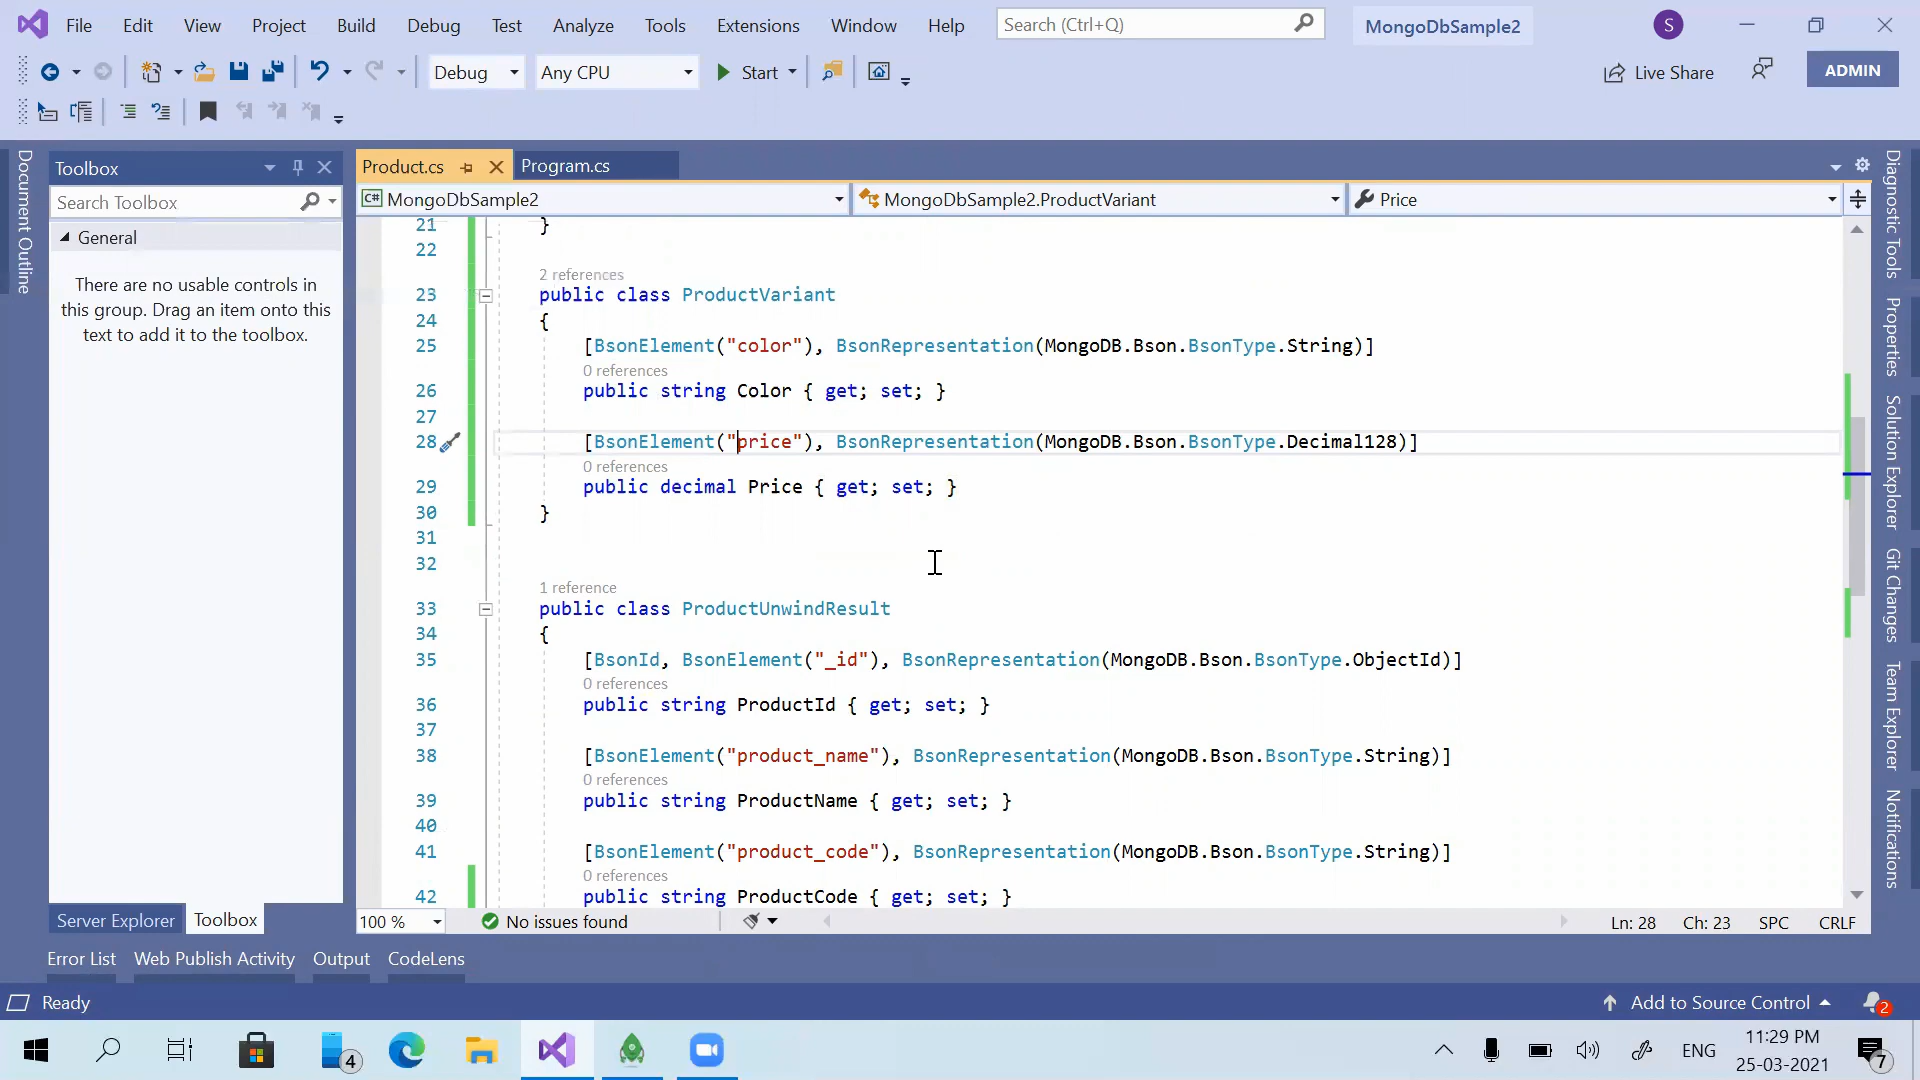 File Edit View Project Build Debug Test Analyze Tools Extensions Window Help Search (Ctrl+Q) MongoDbSample2 S
Debug Any CPU Start Live Share ADMIN
Document Outline
Toolbox
Search Toolbox
General
There are no usable controls in
this group. Drag an item onto this
text to add it to the toolbox.
Server Explorer Toolbox
Product.cs Program.cs
C# MongoDbSample2 MongoDbSample2.ProductVariant Price
21 }
22
2 references
23 public class ProductVariant
24 {
25 [BsonElement("color"), BsonRepresentation(MongoDB.Bson.BsonType.String)]
0 references
26 public string Color { get; set; }
27
28 [BsonElement("price"), BsonRepresentation(MongoDB.Bson.BsonType.Decimal128)]
0 references
29 public decimal Price { get; set; }
30 }
31
32
1 reference
33 public class ProductUnwindResult
34 {
35 [BsonId, BsonElement("_id"), BsonRepresentation(MongoDB.Bson.BsonType.ObjectId)]
0 references
36 public string ProductId { get; set; }
37
38 [BsonElement("product_name"), BsonRepresentation(MongoDB.Bson.BsonType.String)]
0 references
39 public string ProductName { get; set; }
40
41 [BsonElement("product_code"), BsonRepresentation(MongoDB.Bson.BsonType.String)]
0 references
42 public string ProductCode { get; set; }
100 % No issues found Ln: 28 Ch: 23 SPC CRLF
Diagnostic Tools
Properties
Solution Explorer
Git Changes
Team Explorer
Notifications
Error List Web Publish Activity Output CodeLens
Ready Add to Source Control 2
4 ENG 11:29 PM 7
25-03-2021